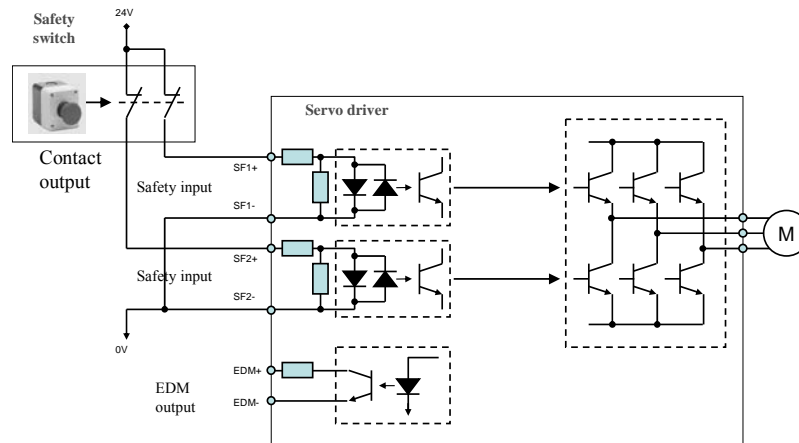 Safety
switch
24V
Servo driver
Contact
output
SF1+
Safety input
SF1-
SF2+
Safety input
SF2-
M
0V
EDM+
EDM
output
EDM-